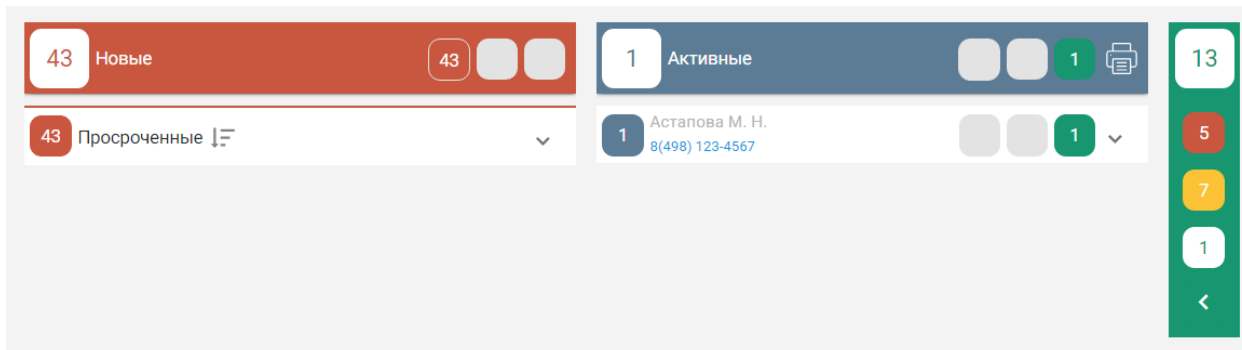 43 Новые 43
43 Просроченные
1 Активные 1
1 Астапова М. Н. 1
8(498) 123-4567
13
5
7
1